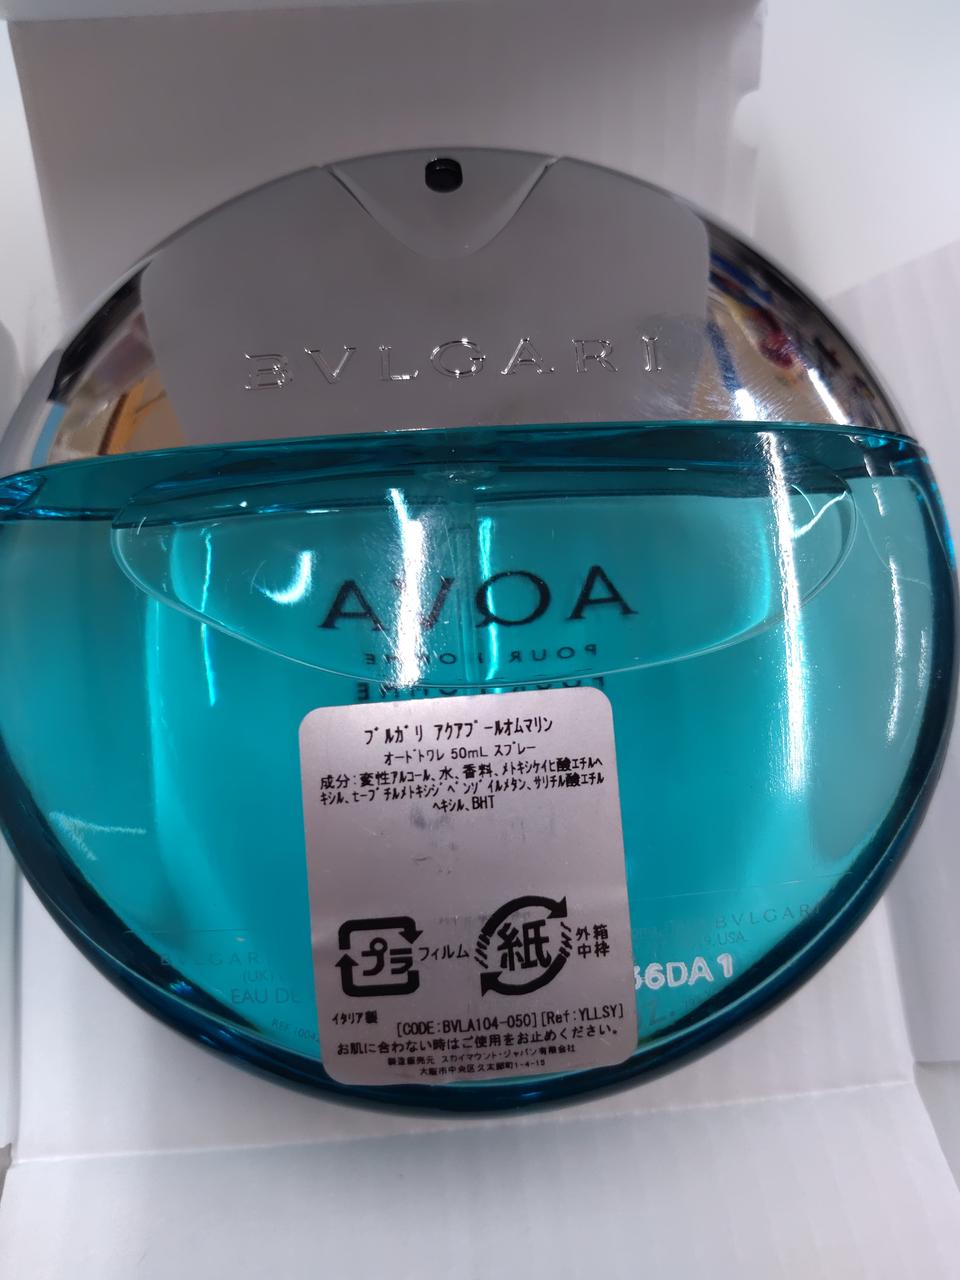 BVLGARI
AQVA
POUR HOMME
ブルガリ アクアプールオムマリン
オードトワレ 50mL スプレー
成分:変性アルコール、水、香料、メトキシケイヒ酸エチルヘ
キシル、t-ブチルメトキシジベンゾイルメタン、サリチル酸エチル
ヘキシル、BHT
プラ フィルム 紙 外箱
中枠
BVLGARI
BVLGARI
USA
(UK)
EAU DE
36DA1
イタリア製
[CODE:BVLA104-050][Ref:YLLSY]
お肌に合わない時はご使用をお止めください。
製造販売元 スカイマウント・ジャパン有限会社
大阪市中央区久太郎町1-4-15